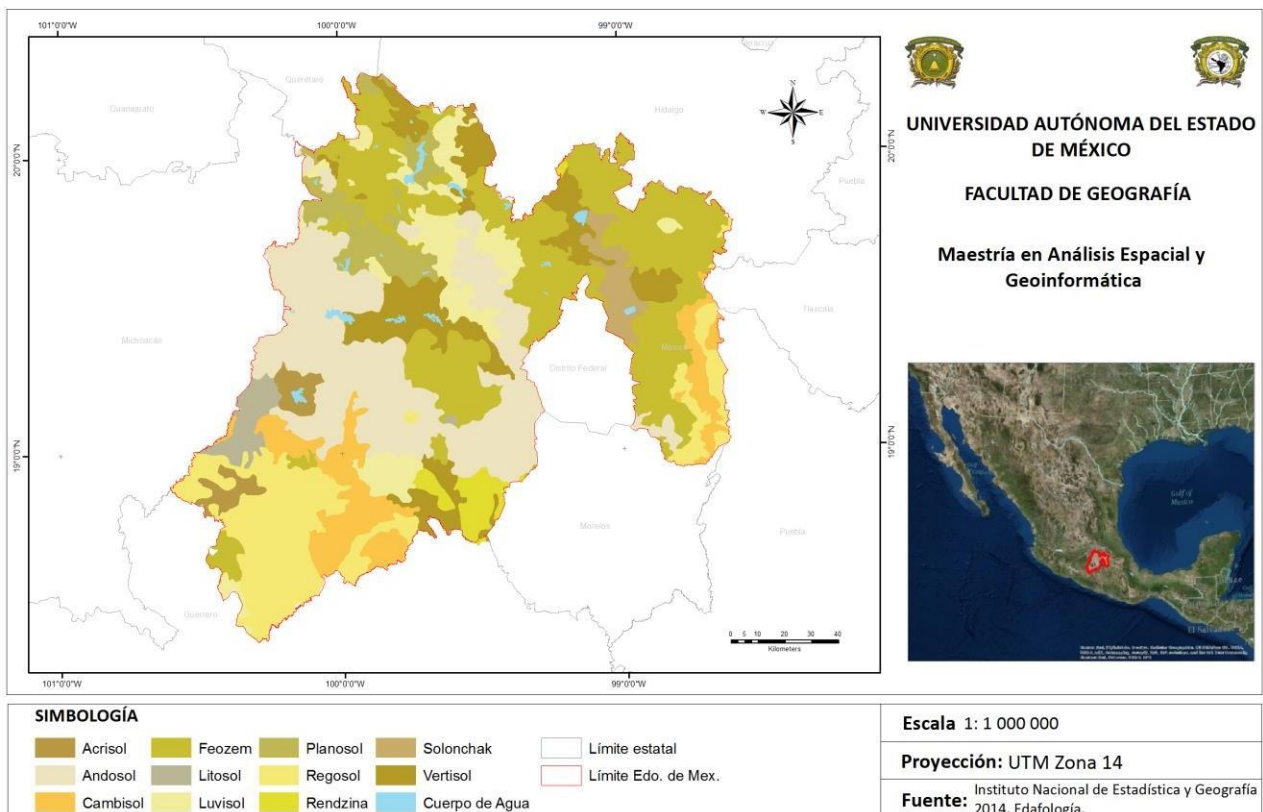 101°0'0"W
100°0'0"W
99°0'0"W
20°0'0"N
20°0'0"N
19°0'0"N
19°0'0"N
Querétaro
Guanajuato
Hidalgo
Puebla
Tlaxcala
Michoacán
Distrito Federal
Morelos
Puebla
Guerrero
N
W
E
S
0 5 10 20 30 40
Kilometers
101°0'0"W
100°0'0"W
99°0'0"W
UNIVERSIDAD AUTÓNOMA DEL ESTADO
DE MÉXICO
FACULTAD DE GEOGRAFÍA
Maestría en Análisis Espacial y
Geoinformática
Gulf of
Mexico
El Salvador
SIMBOLOGÍA
Acrisol
Feozem
Planosol
Solonchak
Límite estatal
Andosol
Litosol
Regosol
Vertisol
Límite Edo. de Mex.
Cambisol
Luvisol
Rendzina
Cuerpo de Agua
Escala 1: 1 000 000
Proyección: UTM Zona 14
Fuente: Instituto Nacional de Estadística y Geografía
2014. Edafología.